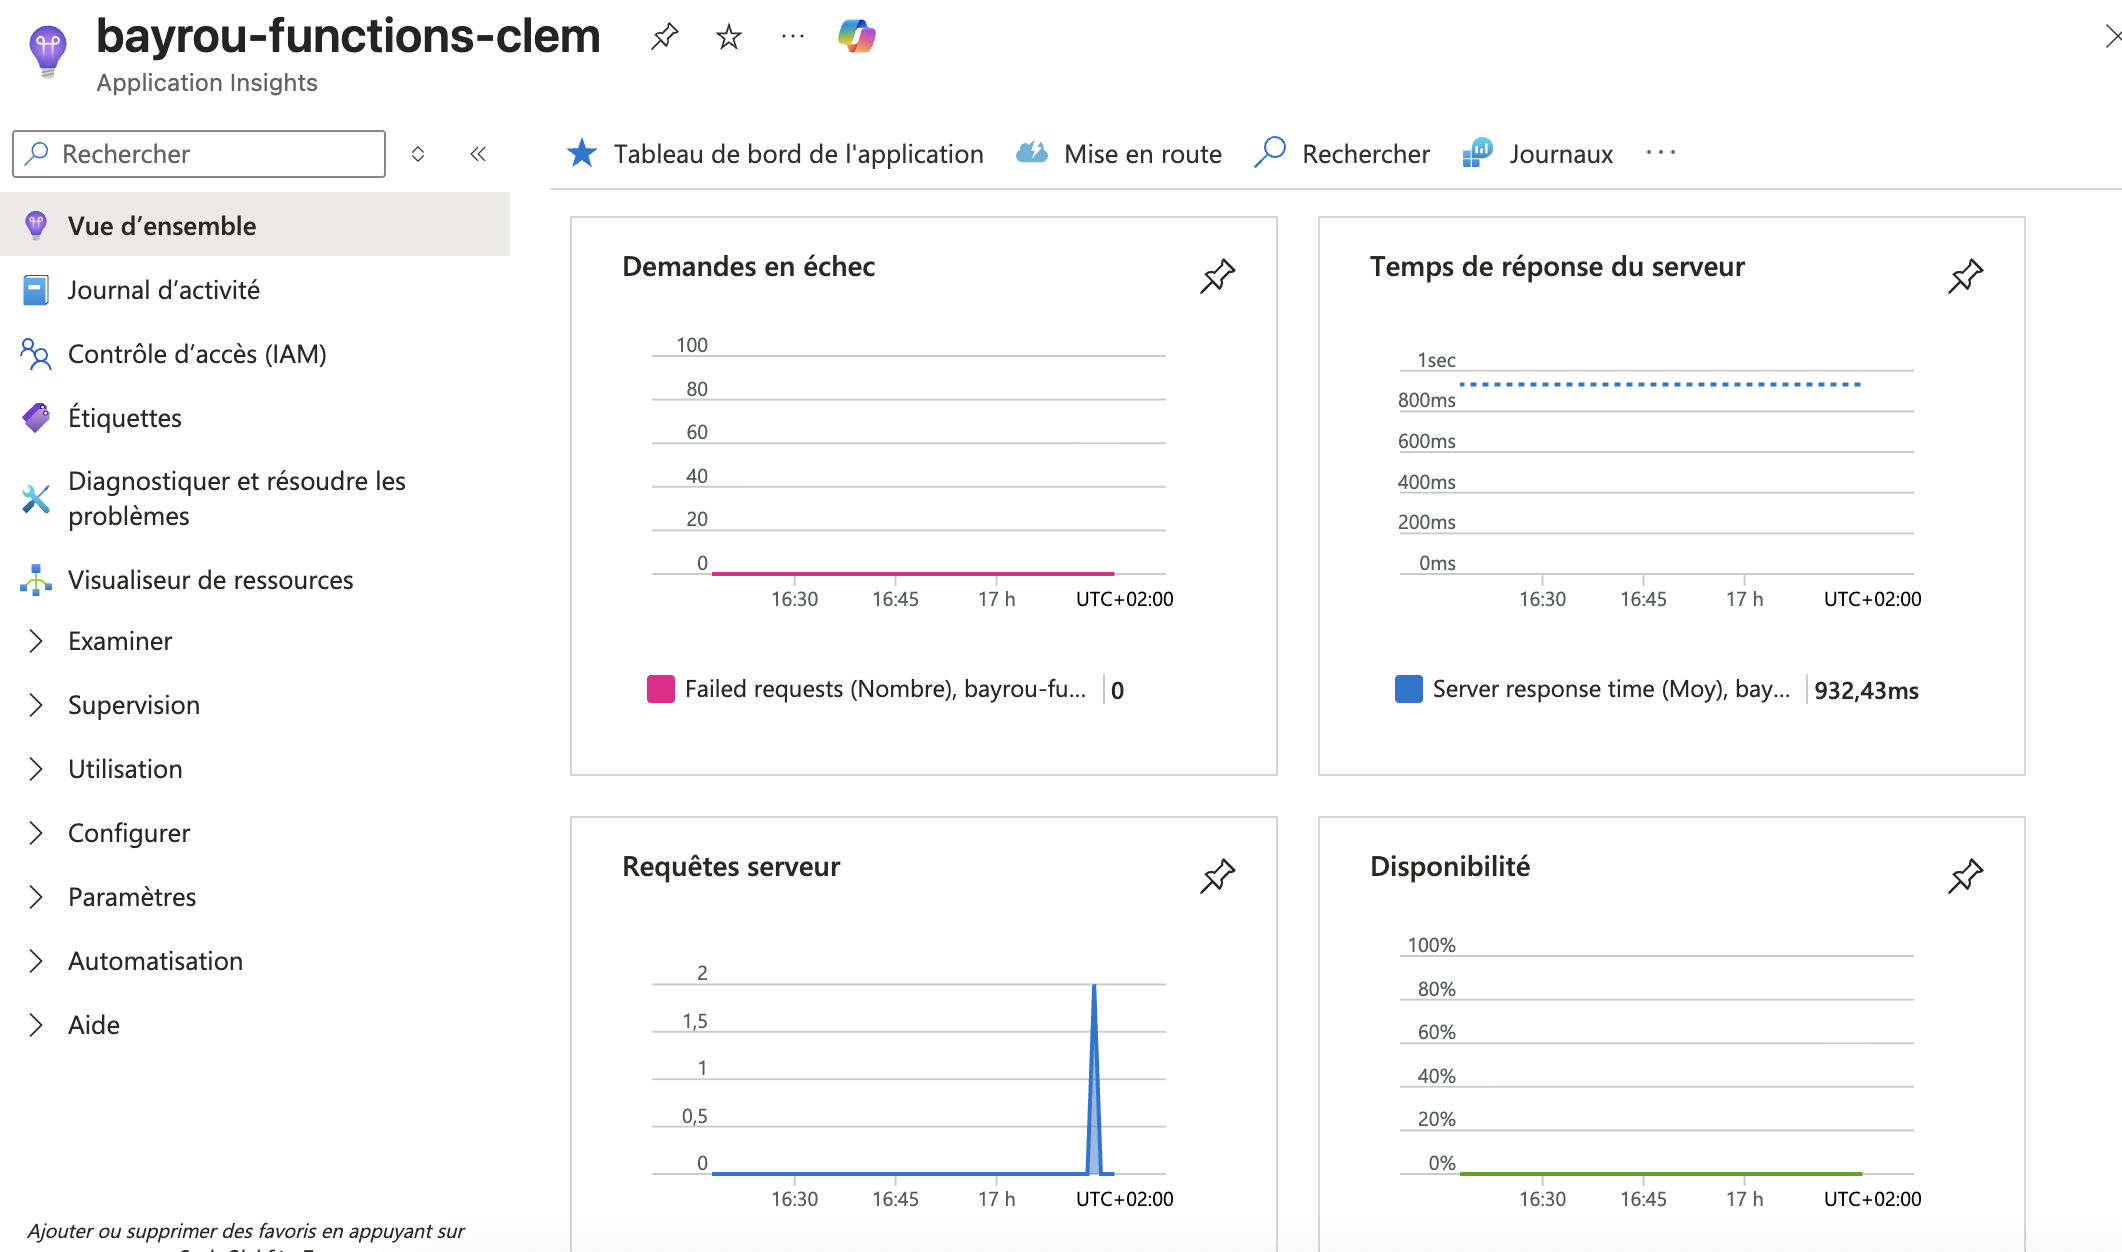 bayrou-functions-clem
Application Insights
Rechercher
Tableau de bord de l'application
Mise en route
Rechercher
Journaux
Vue d’ensemble
Journal d’activité
Contrôle d’accès (IAM)
Étiquettes
Diagnostiquer et résoudre les
problèmes
Visualiseur de ressources
Examiner
Supervision
Utilisation
Configurer
Paramètres
Automatisation
Aide
Ajouter ou supprimer des favoris en appuyant sur
Demandes en échec
100
80
60
40
20
0
16:30 16:45 17 h UTC+02:00
Failed requests (Nombre), bayrou-fu... 0
Temps de réponse du serveur
1sec
800ms
600ms
400ms
200ms
0ms
16:30 16:45 17 h UTC+02:00
Server response time (Moy), bay... 932,43ms
Requêtes serveur
2
1,5
1
0,5
0
16:30 16:45 17 h UTC+02:00
Disponibilité
100%
80%
60%
40%
20%
0%
16:30 16:45 17 h UTC+02:00